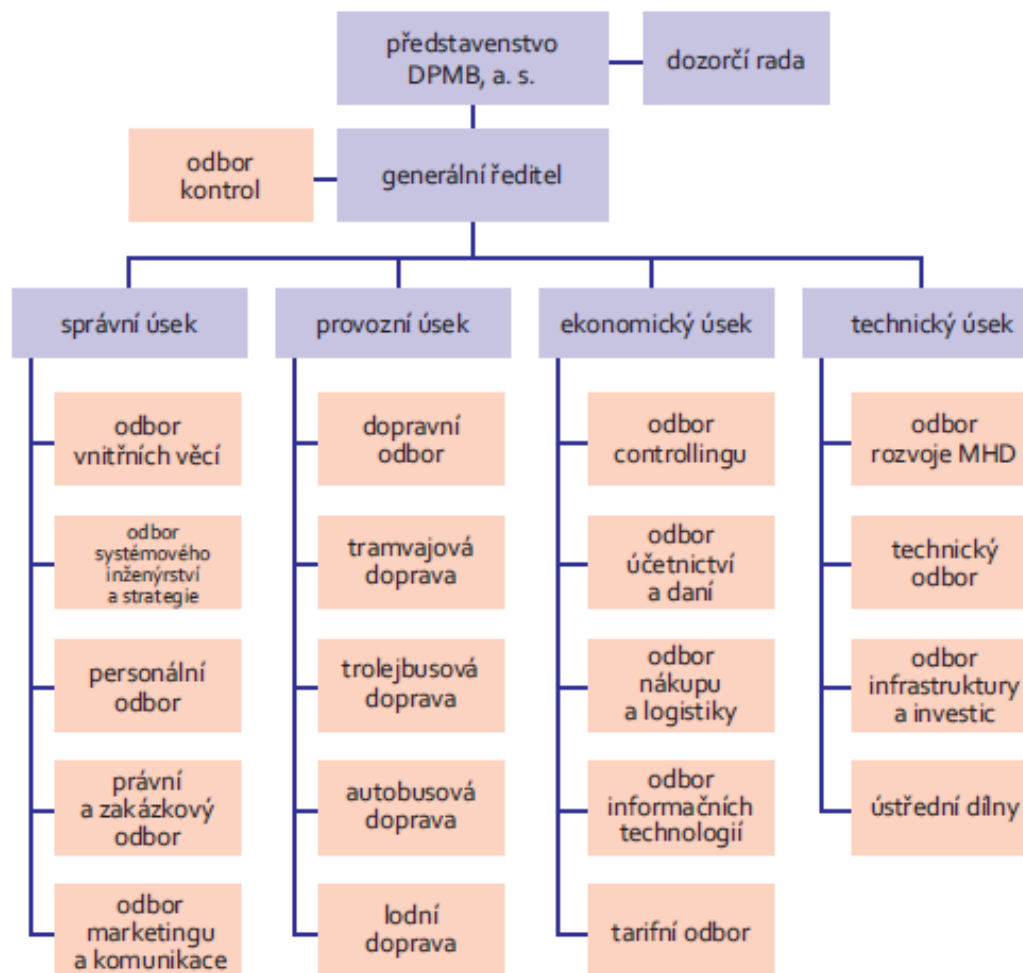 představenstvo
DPMB, a. s.
dozorčí rada
odbor
kontrol
generální ředitel
správní úsek
provozní úsek
ekonomický úsek
technický úsek
odbor
vnitřních věcí
odbor
systémového
inženýrství
a strategie
personální
odbor
právní
a zakázkový
odbor
odbor
marketingu
a komunikace
dopravní
odbor
tramvajová
doprava
trolejbusová
doprava
autobusová
doprava
lodní
doprava
odbor
controllingu
odbor
účetnictví
a daní
odbor
nákupu
a logistiky
odbor
informačních
technologií
tarifní odbor
odbor
rozvoje MHD
technický
odbor
odbor
infrastruktury
a investic
ústřední dílny